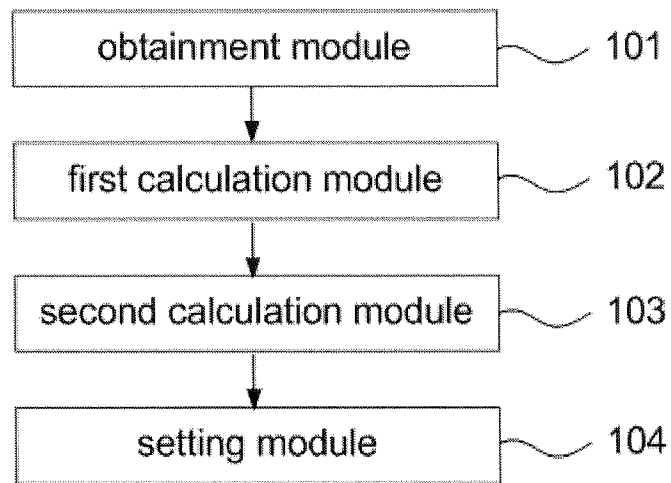 obtainment module 101
first calculation module 102
second calculation module 103
setting module 104